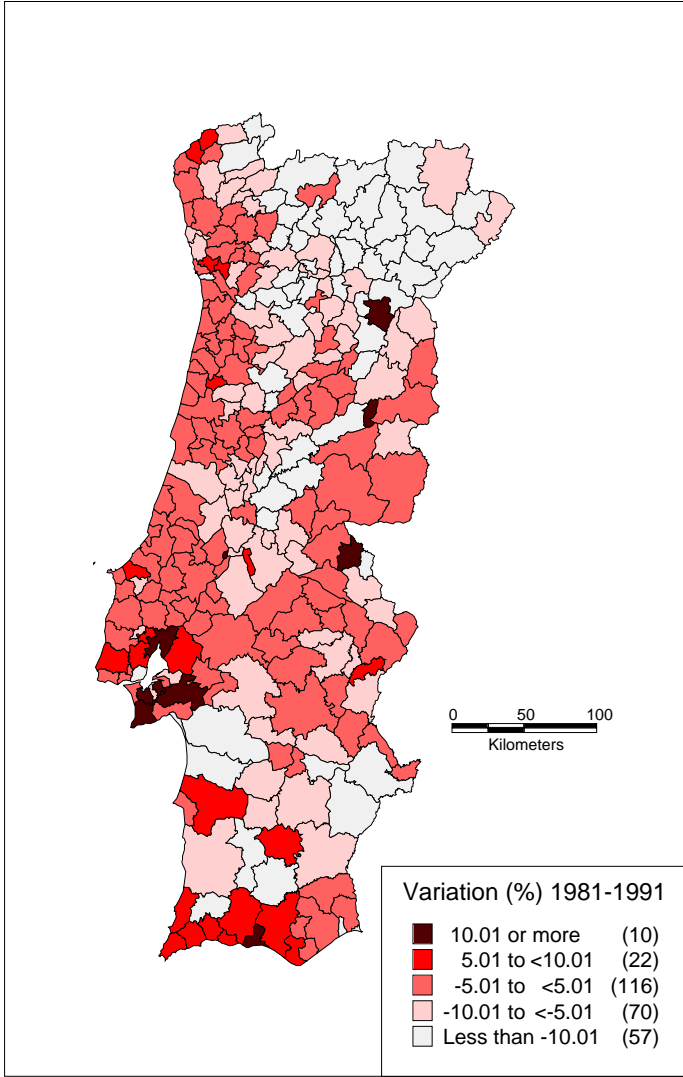 0 50 100
Kilometers
Variation (%) 1981-1991
10.01 or more (10)
5.01 to <10.01 (22)
-5.01 to <5.01 (116)
-10.01 to <-5.01 (70)
Less than -10.01 (57)